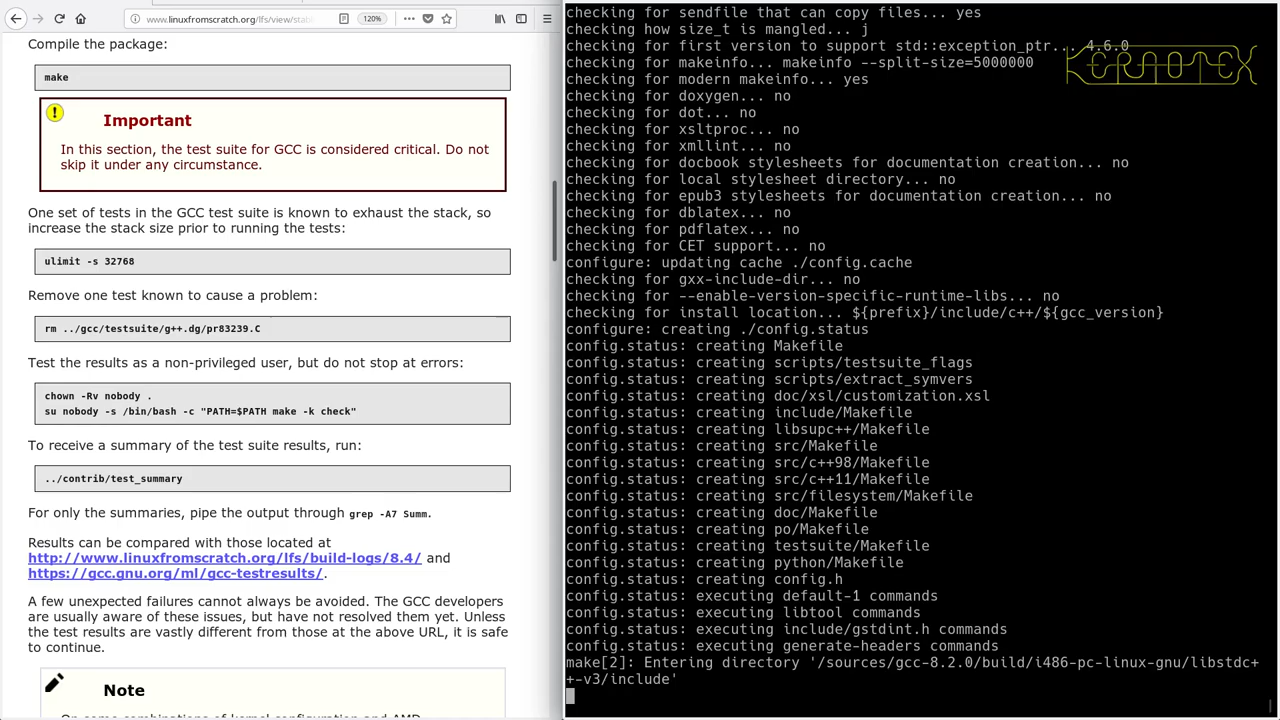 www.linuxfromscratch.org/lfs/view/stab
120%
Compile the package:
make
Important
In this section, the test suite for GCC is considered critical. Do not
skip it under any circumstance.
One set of tests in the GCC test suite is known to exhaust the stack, so
increase the stack size prior to running the tests:
ulimit -s 32768
Remove one test known to cause a problem:
rm ../gcc/testsuite/g++.dg/pr83239.C
Test the results as a non-privileged user, but do not stop at errors:
chown -Rv nobody .
su nobody -s /bin/bash -c "PATH=$PATH make -k check"
To receive a summary of the test suite results, run:
../contrib/test_summary
For only the summaries, pipe the output through grep -A7 Summ.
Results can be compared with those located at
http://www.linuxfromscratch.org/lfs/build-logs/8.4/ and
https://gcc.gnu.org/ml/gcc-testresults/.
A few unexpected failures cannot always be avoided. The GCC developers
are usually aware of these issues, but have not resolved them yet. Unless
the test results are vastly different from those at the above URL, it is safe
to continue.
Note
On some combinations of kernel configuration and AMD
checking for sendfile that can copy files... yes
checking how size_t is mangled... j
checking for first version to support std::exception_ptr... 4.6.0
checking for makeinfo... makeinfo --split-size=5000000
checking for modern makeinfo... yes
checking for doxygen... no
checking for dot... no
checking for xsltproc... no
checking for xmllint... no
checking for docbook stylesheets for documentation creation... no
checking for local stylesheet directory... no
checking for epub3 stylesheets for documentation creation... no
checking for dblatex... no
checking for pdflatex... no
checking for CET support... no
configure: updating cache ./config.cache
checking for gxx-include-dir... no
checking for --enable-version-specific-runtime-libs... no
checking for install location... ${prefix}/include/c++/${gcc_version}
configure: creating ./config.status
config.status: creating Makefile
config.status: creating scripts/testsuite_flags
config.status: creating scripts/extract_symvers
config.status: creating doc/xsl/customization.xsl
config.status: creating include/Makefile
config.status: creating libsupc++/Makefile
config.status: creating src/Makefile
config.status: creating src/c++98/Makefile
config.status: creating src/c++11/Makefile
config.status: creating src/filesystem/Makefile
config.status: creating doc/Makefile
config.status: creating po/Makefile
config.status: creating testsuite/Makefile
config.status: creating python/Makefile
config.status: creating config.h
config.status: executing default-1 commands
config.status: executing libtool commands
config.status: executing include/gstdint.h commands
config.status: executing generate-headers commands
make[2]: Entering directory '/sources/gcc-8.2.0/build/i486-pc-linux-gnu/libstdc+
+-v3/include'
KERNOTEX